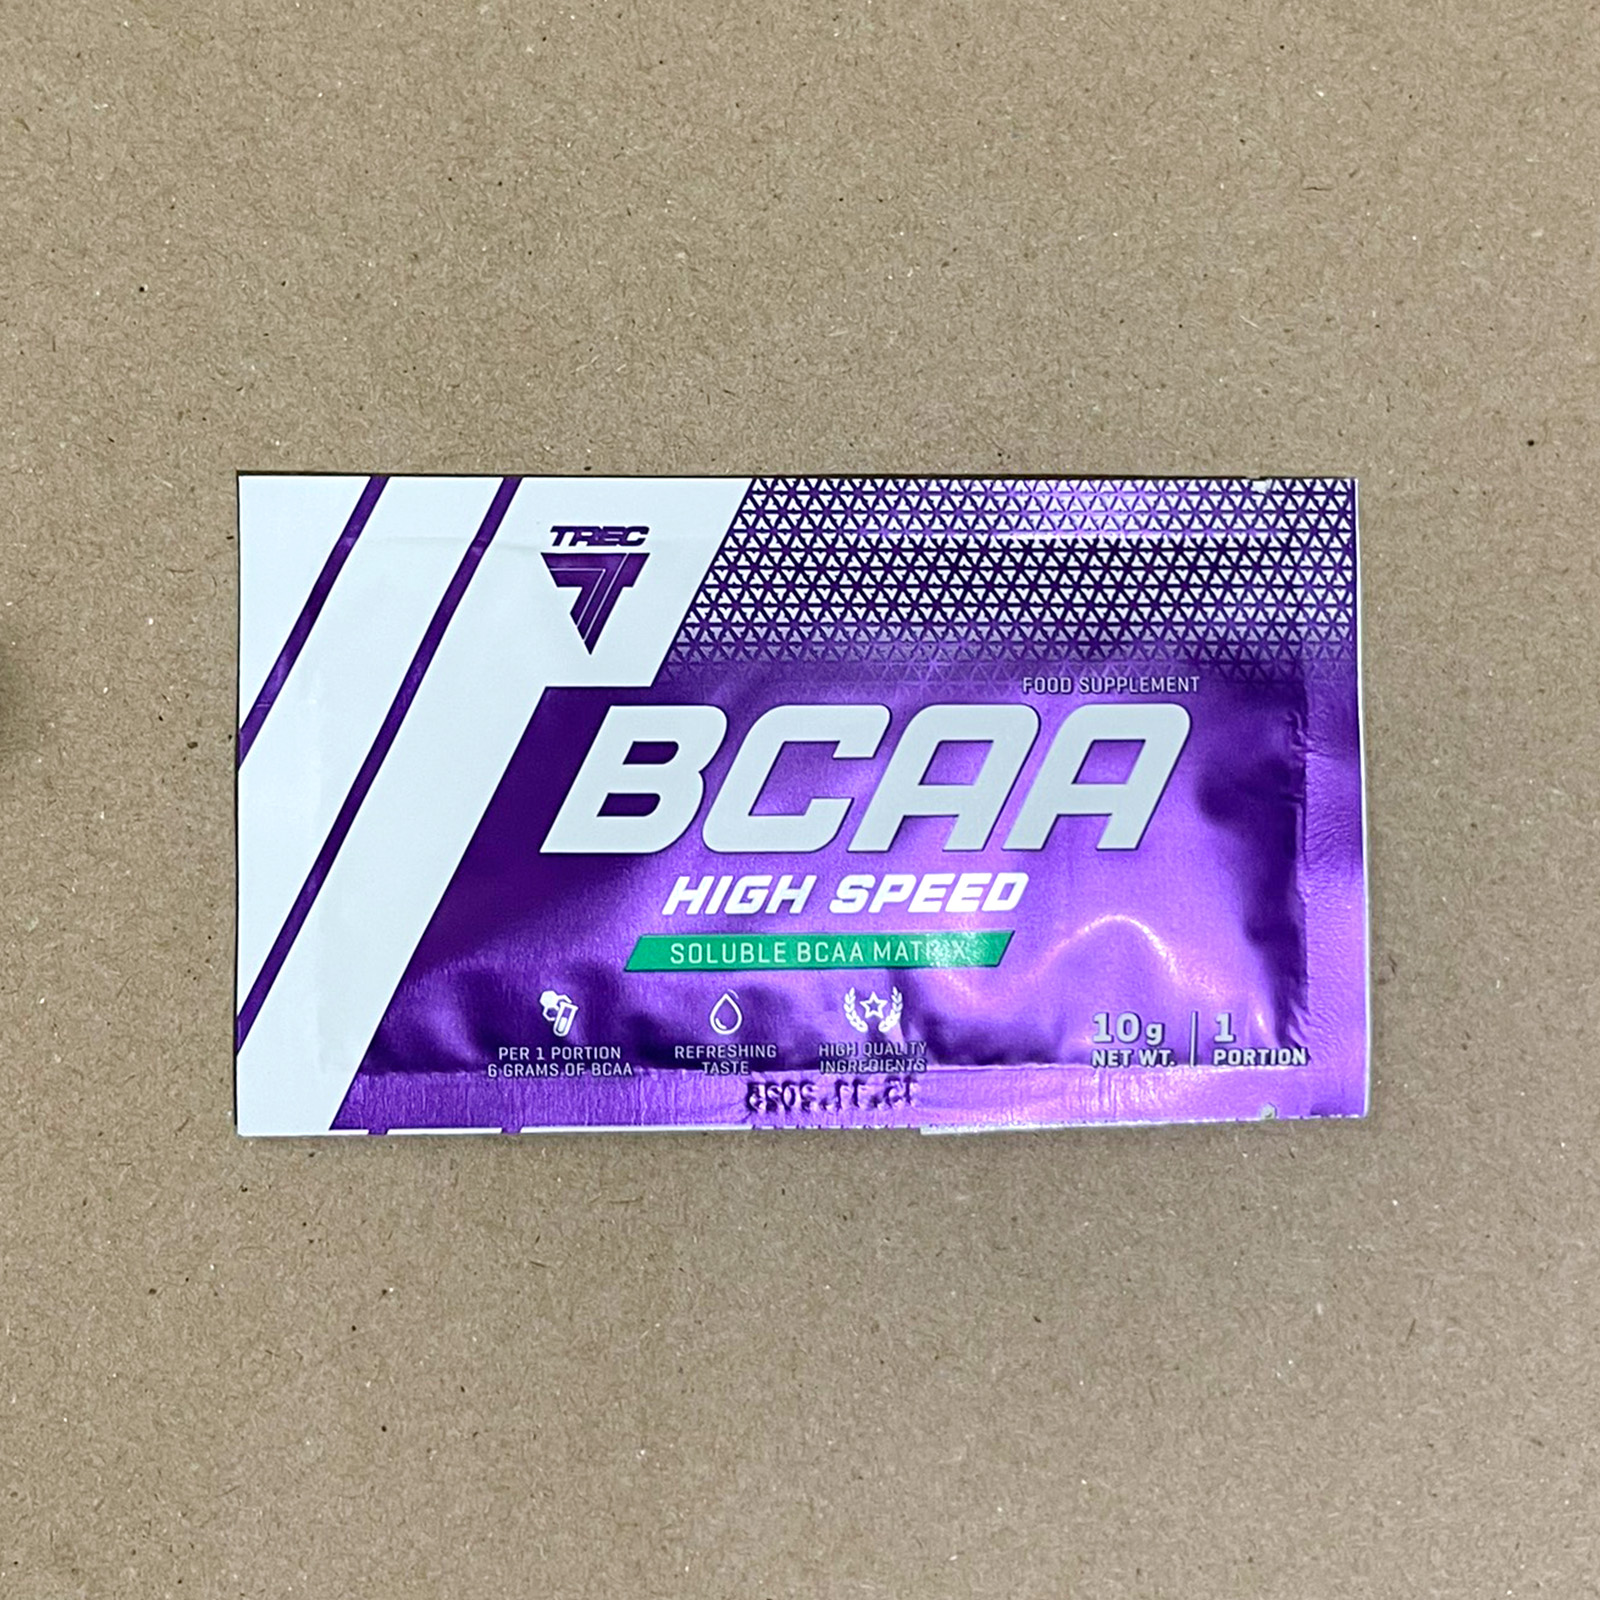 TREC
FOOD SUPPLEMENT
BCAA
HIGH SPEED
SOLUBLE BCAA MATRIX
PER 1 PORTION
6 GRAMS OF BCAA
REFRESHING
TASTE
HIGH QUALITY
INGREDIENTS
10g
NET WT.
1
PORTION